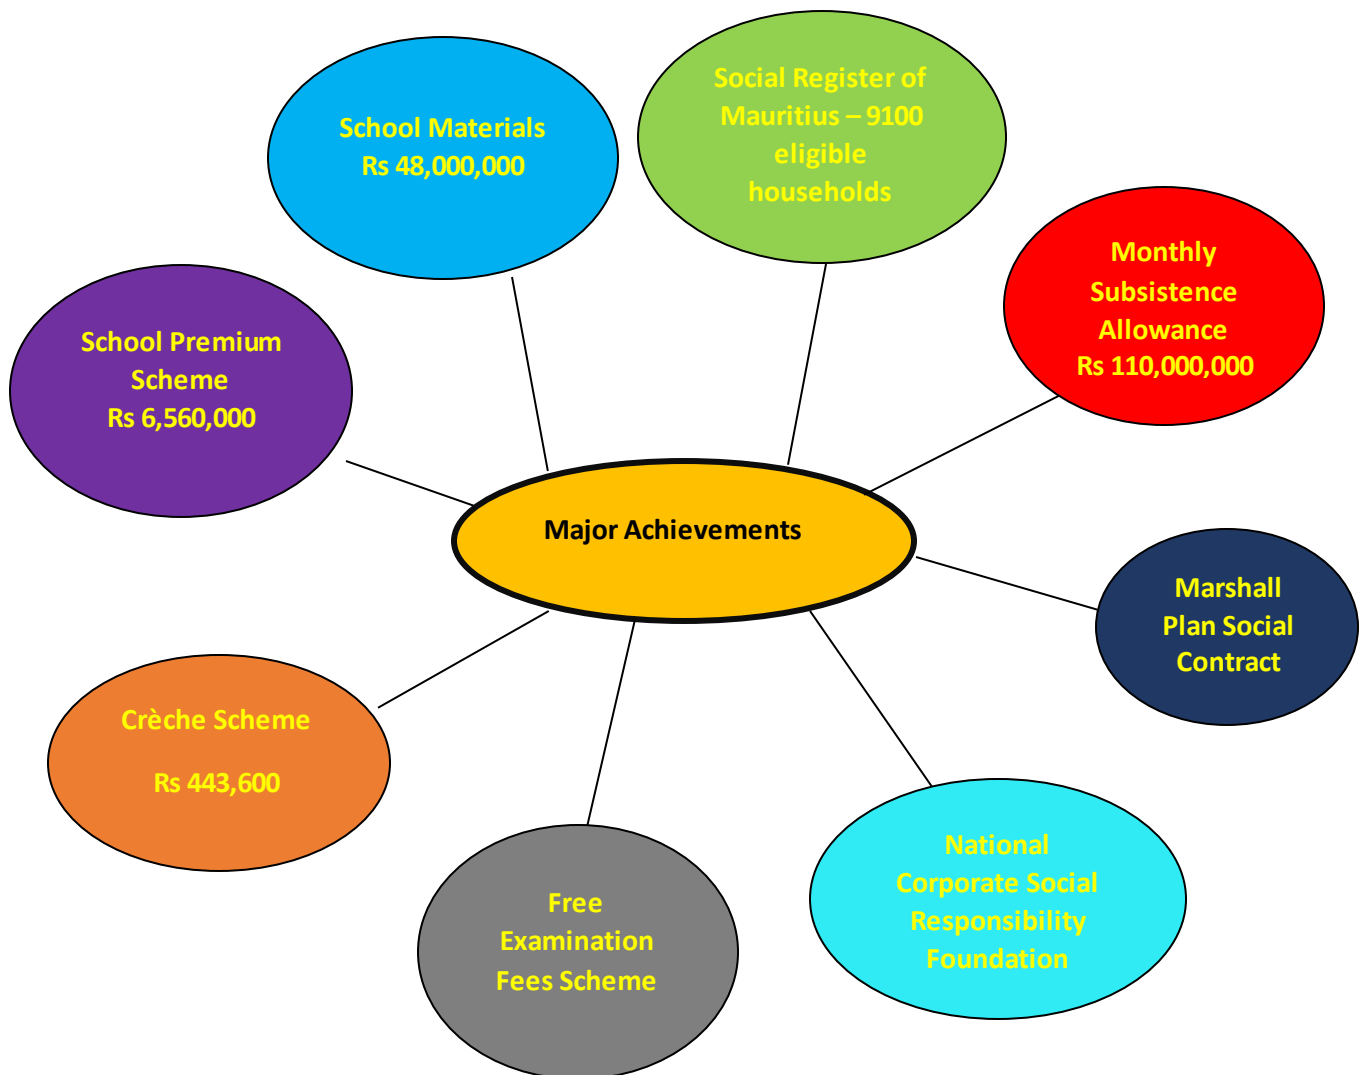 School Materials
Rs 48,000,000
Social Register of
Mauritius – 9100
eligible
households
Monthly
Subsistence
Allowance
Rs 110,000,000
School Premium
Scheme
Rs 6,560,000
Major Achievements
Marshall
Plan Social
Contract
Crèche Scheme
Rs 443,600
National
Corporate Social
Responsibility
Foundation
Free
Examination
Fees Scheme